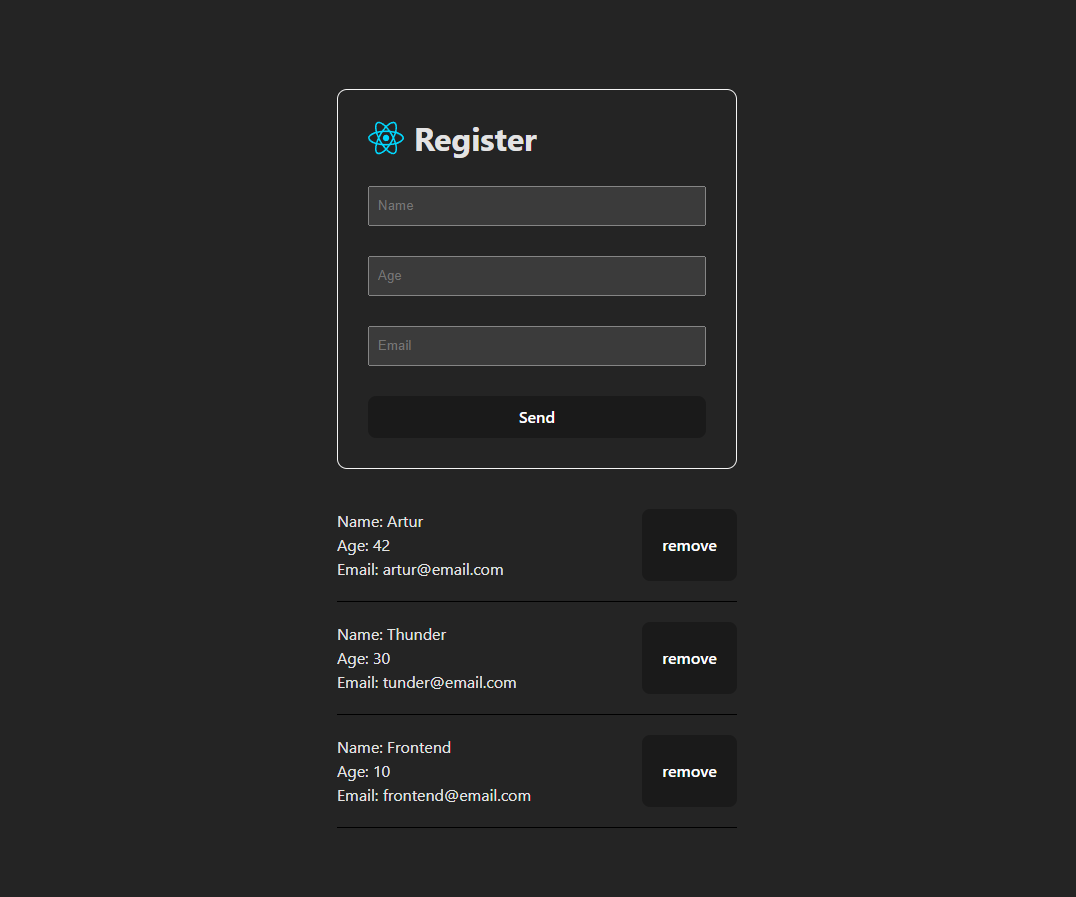 Register
Name
Age
Email
Send
Name: Artur
Age: 42
Email: artur@email.com
remove
Name: Thunder
Age: 30
Email: tunder@email.com
remove
Name: Frontend
Age: 10
Email: frontend@email.com
remove